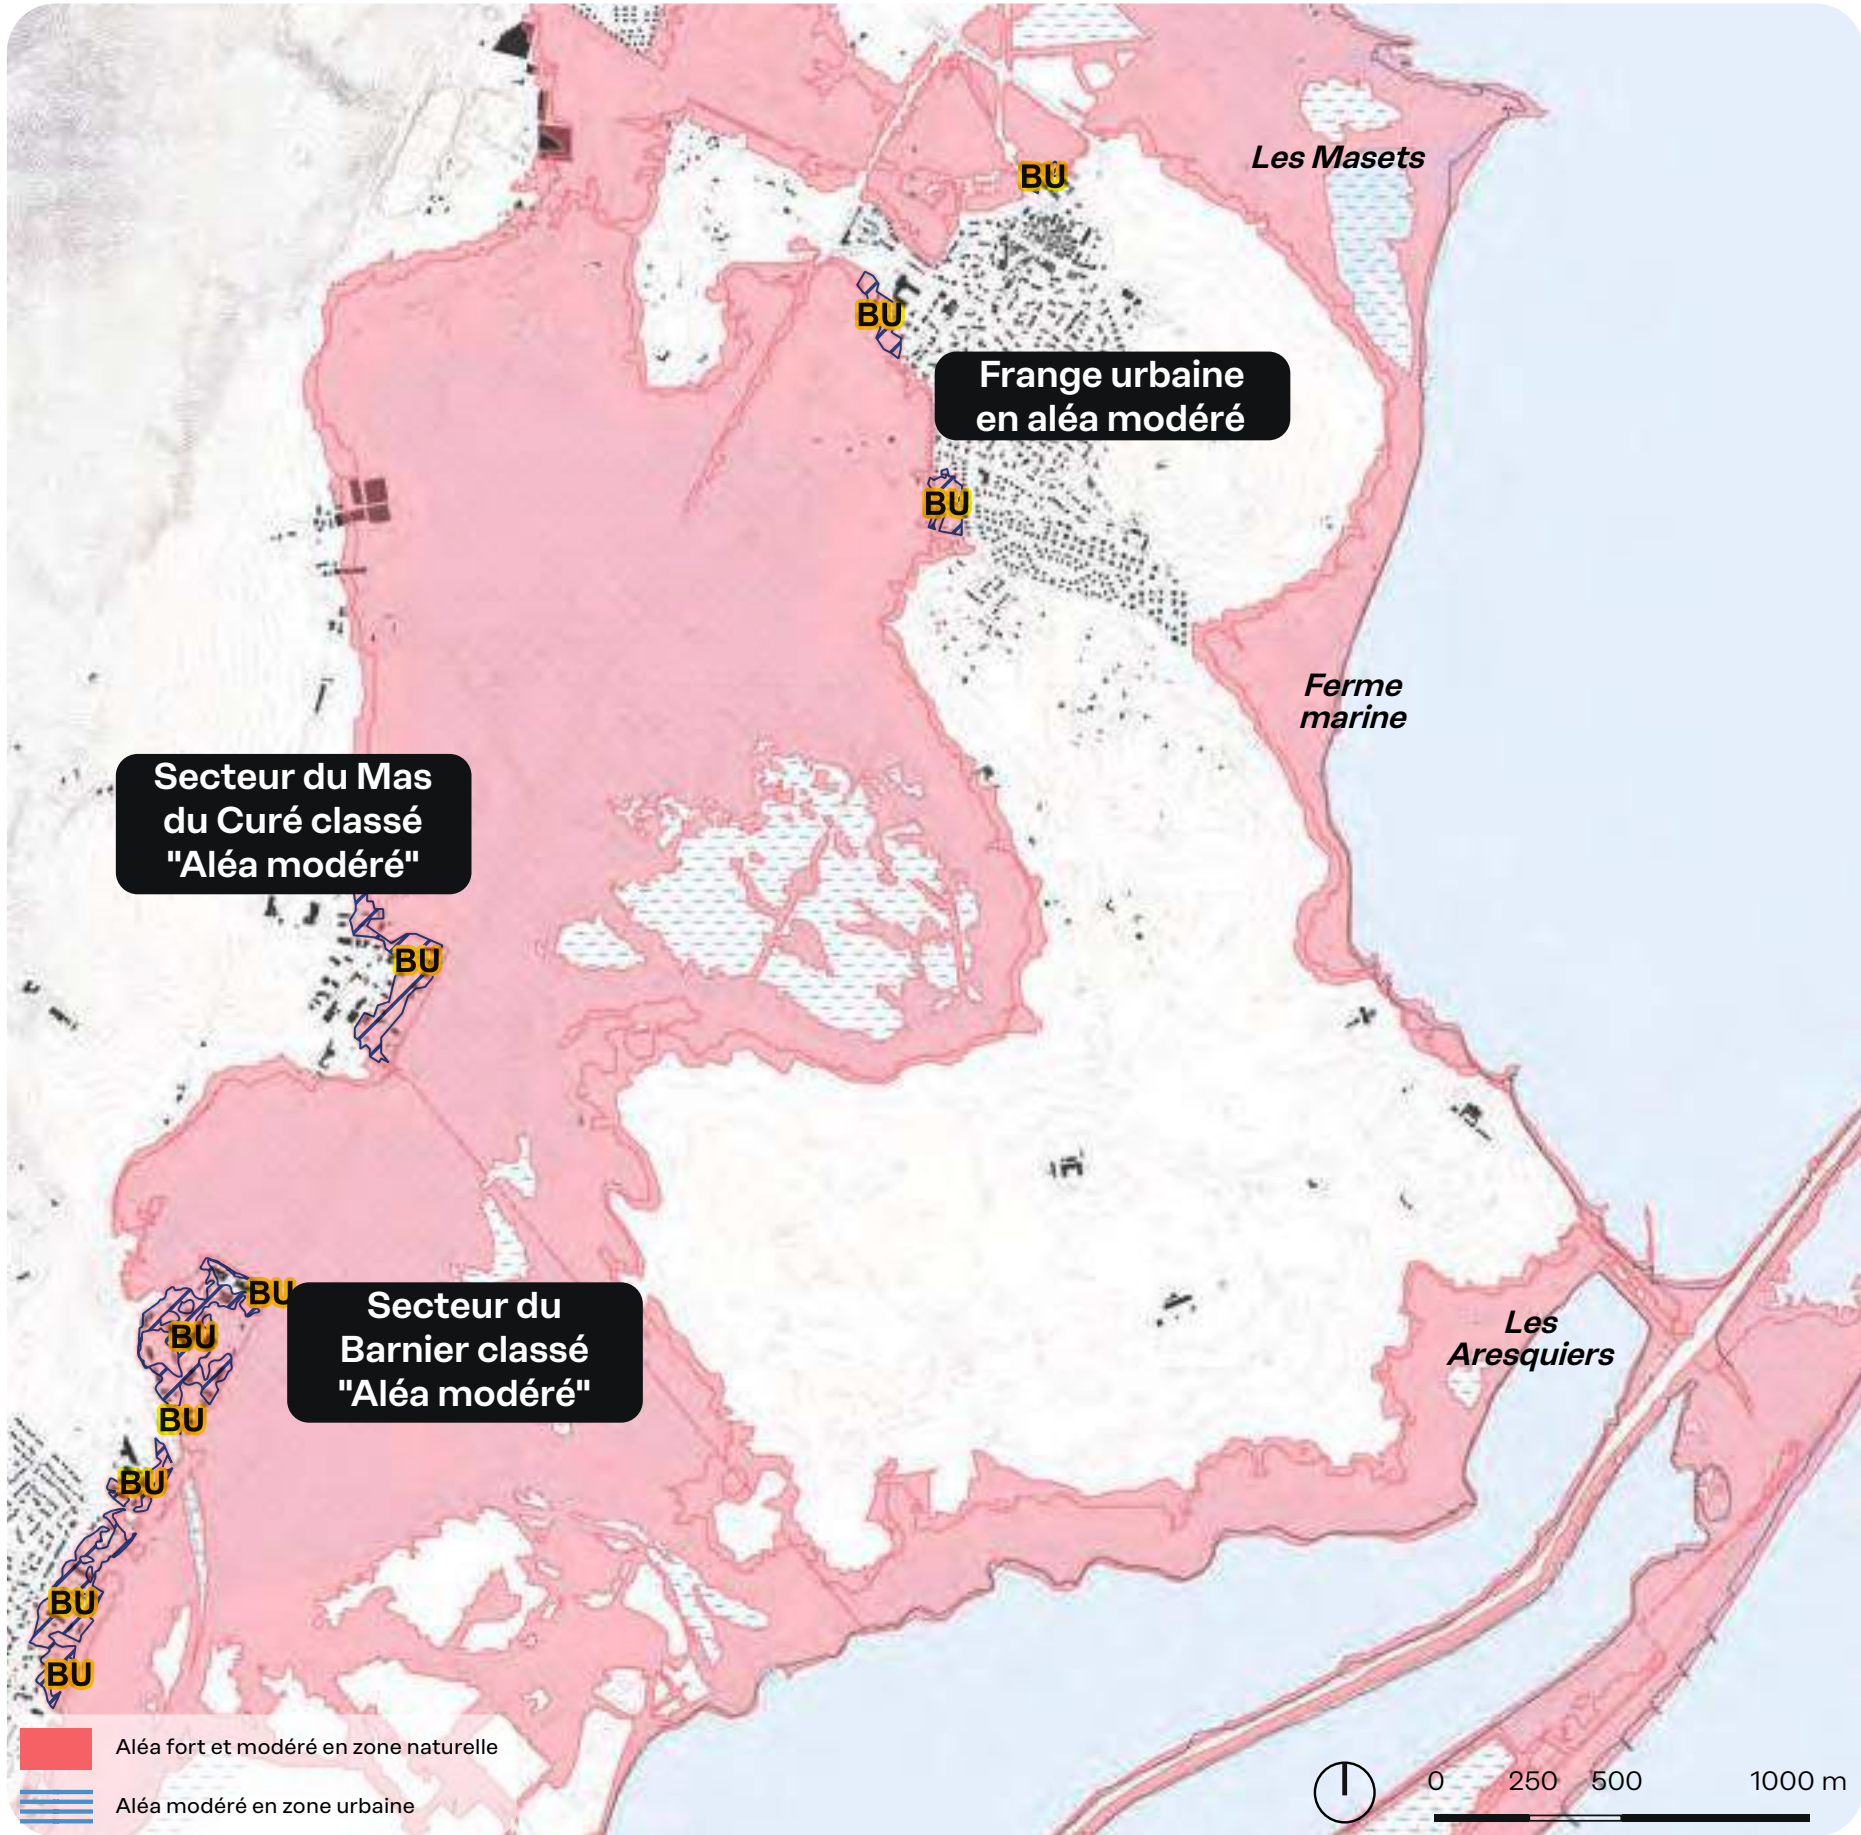 Les Masets
BU
BU
Frange urbaine
en aléa modéré
BU
Ferme
marine
Secteur du Mas
du Curé classé
"Aléa modéré"
BU
BU
Secteur du
Barnier classé
"Aléa modéré"
BU
Les
Aresquiers
BU
BU
BU
BU
Aléa fort et modéré en zone naturelle
Aléa modéré en zone urbaine
0 250 500 1000 m